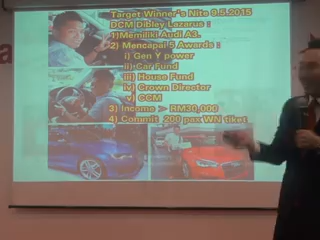 Target Winner's Nite 9.5.2015
DCM Dibley Lazarus :
1)Memiliki Audi A3.
2) Mencapai 5 Awards :
i) Gen Y power
ii) Car Fund
iii) House Fund
iv) Crown Director
v) CCM
3) Income > RM30,000
4) Commit 200 pax WN tiket